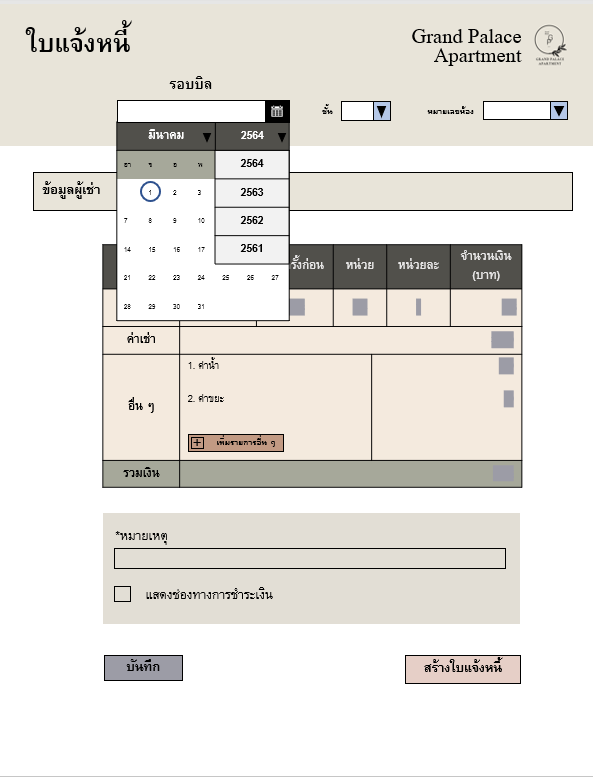 ใบแจ้งหนี้
Grand Palace
Apartment
GRAND PALACE
APARTMENT
รอบบิล
ชั้น
หมายเลขห้อง
มีนาคม 2564
อา จ อ พ
2564
2563
2562
2561
1 2 3
7 8 9 10
14 15 16 17
21 22 23 24 25 26 27
28 29 30 31
ข้อมูลผู้เช่า
รั้งก่อน หน่วย หน่วยละ จำนวนเงิน
(บาท)
ค่าเช่า
อื่น ๆ
1. ค่าน้ำ
2. ค่าขยะ
เพิ่มรายการอื่น ๆ
รวมเงิน
*หมายเหตุ
แสดงช่องทางการชำระเงิน
บันทึก
สร้างใบแจ้งหนี้